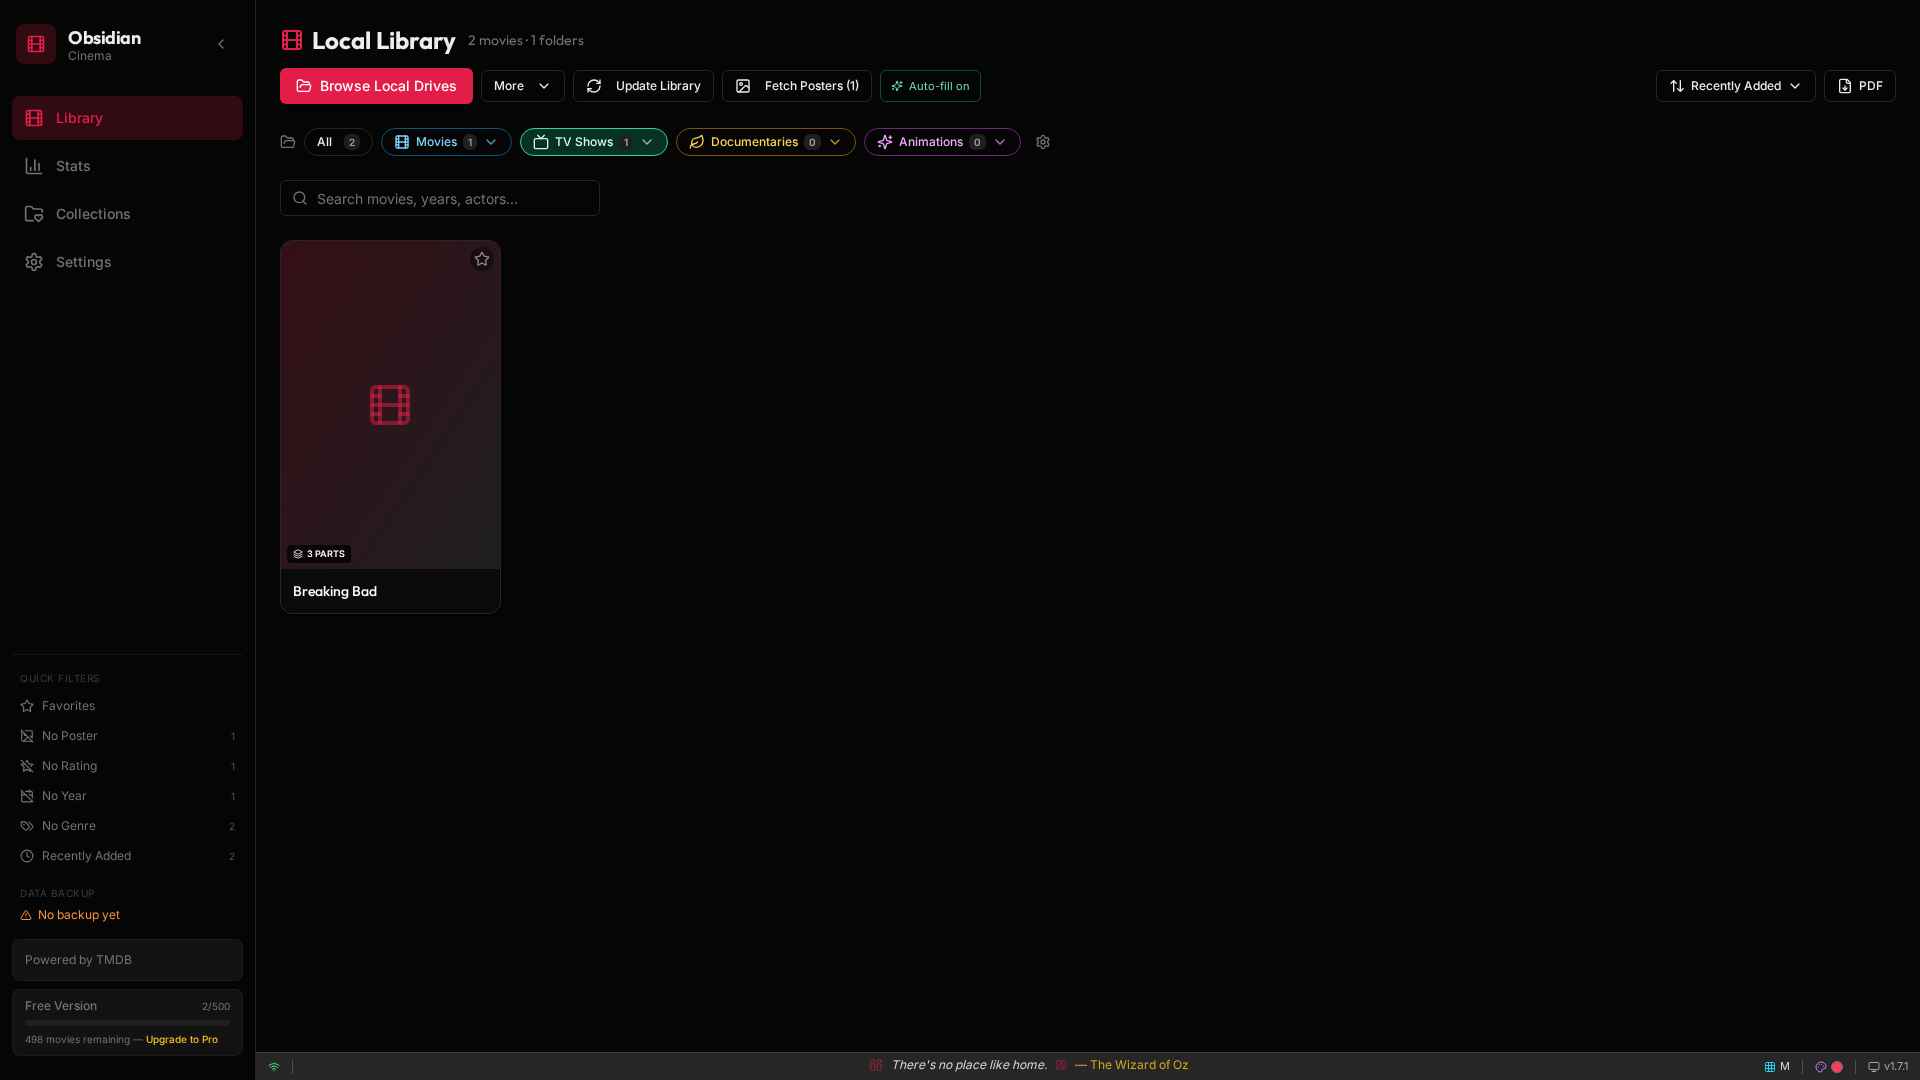 Obsidian
Cinema
Library
Stats
Collections
Settings
QUICK FILTERS
Favorites
No Poster 1
No Rating 1
No Year 1
No Genre 2
Recently Added 2
DATA BACKUP
No backup yet
Powered by TMDB
Free Version 2/500
498 movies remaining — Upgrade to Pro
Local Library 2 movies · 1 folders
Browse Local Drives More Update Library Fetch Posters (1) Auto-fill on Recently Added PDF
All 2 Movies 1 TV Shows 1 Documentaries 0 Animations 0
Search movies, years, actors...
3 PARTS
Breaking Bad
There's no place like home. — The Wizard of Oz
M v1.7.1